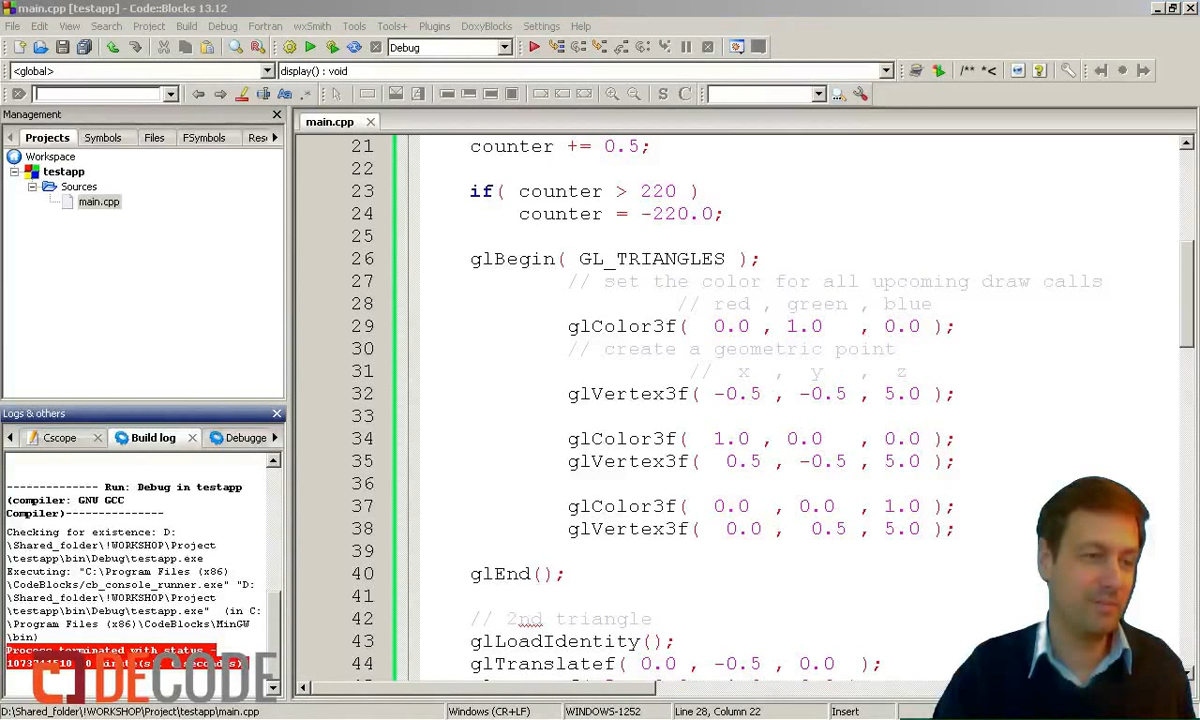 main.cpp [testapp] - Code::Blocks 13.12
File Edit View Search Project Build Debug Fortran wxSmith Tools Tools+ Plugins DoxyBlocks Settings Help
Debug
<global>
display() : void
/** *<
S C
Management
Projects Symbols Files FSymbols Resı
Workspace
testapp
Sources
main.cpp
main.cpp
21 counter += 0.5;
22
23 if( counter > 220 )
24 counter = -220.0;
25
26 glBegin( GL_TRIANGLES );
27 // set the color for all upcoming draw calls
28 // red , green , blue
29 glColor3f( 0.0 , 1.0 , 0.0 );
30 // create a geometric point
31 // x , y , z
32 glVertex3f( -0.5 , -0.5 , 5.0 );
33
34 glColor3f( 1.0 , 0.0 , 0.0 );
35 glVertex3f( 0.5 , -0.5 , 5.0 );
36
37 glColor3f( 0.0 , 0.0 , 1.0 );
38 glVertex3f( 0.0 , 0.5 , 5.0 );
39
40 glEnd();
41
42 // 2nd triangle
43 glLoadIdentity();
44 glTranslatef( 0.0 , -0.5 , 0.0 );
Logs & others
Cscope Build log Debugge
-------------- Run: Debug in testapp
(compiler: GNU GCC
Compiler)---------------
Checking for existence: D:
\Shared_folder\!WORKSHOP\Project
\testapp\bin\Debug\testapp.exe
Executing: "C:\Program Files (x86)
\CodeBlocks/cb_console_runner.exe" "D:
\Shared_folder\!WORKSHOP\Project
\testapp\bin\Debug\testapp.exe" (in C:
\Program Files (x86)\CodeBlocks\MinGW
\bin)
Process terminated with status -
DECODE
D:\Shared_folder\!WORKSHOP\Project\testapp\main.cpp
Windows (CR+LF)
WINDOWS-1252
Line 28, Column 22
Insert